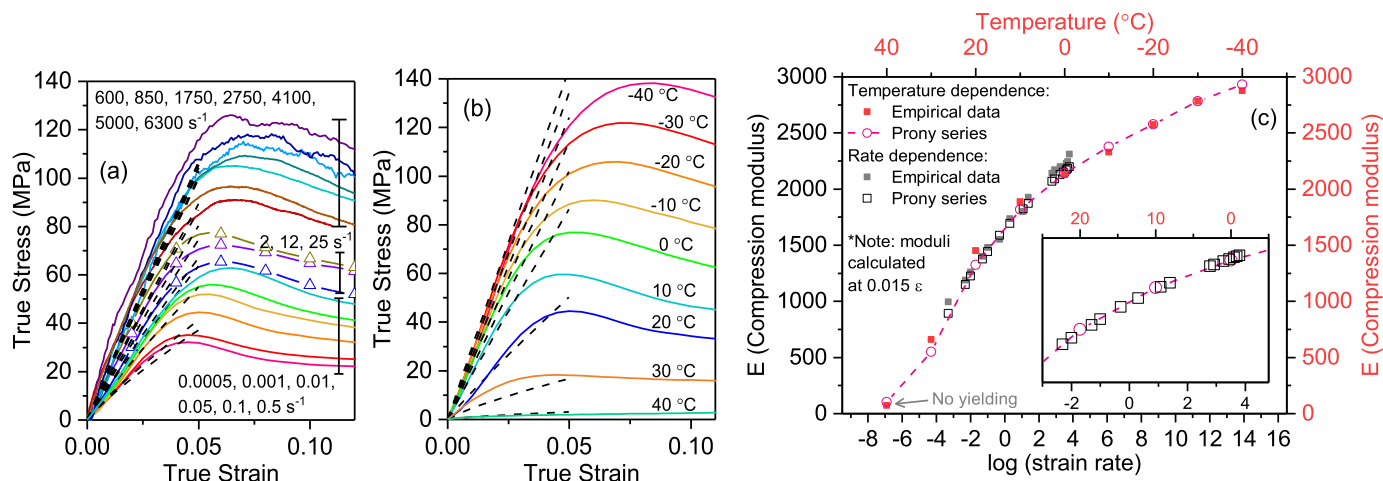 140
120
100
80
60
40
20
0
True Stress (MPa)
600, 850, 1750, 2750, 4100,
5000, 6300 s⁻¹
(a)
2, 12, 25 s⁻¹
0.0005, 0.001, 0.01,
0.05, 0.1, 0.5 s⁻¹
0.00 0.05 0.10
True Strain
140
120
100
80
60
40
20
0
True Stress (MPa)
(b)
-40 °C
-30 °C
-20 °C
-10 °C
0 °C
10 °C
20 °C
30 °C
40 °C
0.00 0.05 0.10
True Strain
Temperature (°C)
40 20 0 -20 -40
3000
2500
2000
1500
1000
500
0
E (Compression modulus)
Temperature dependence:
Empirical data
Prony series
Rate dependence:
Empirical data
Prony series
(c)
*Note: moduli
calculated
at 0.015 ε
No yielding
20 10 0
-2 0 2 4
3000
2500
2000
1500
1000
500
0
E (Compression modulus)
-8 -6 -4 -2 0 2 4 6 8 10 12 14 16
log (strain rate)